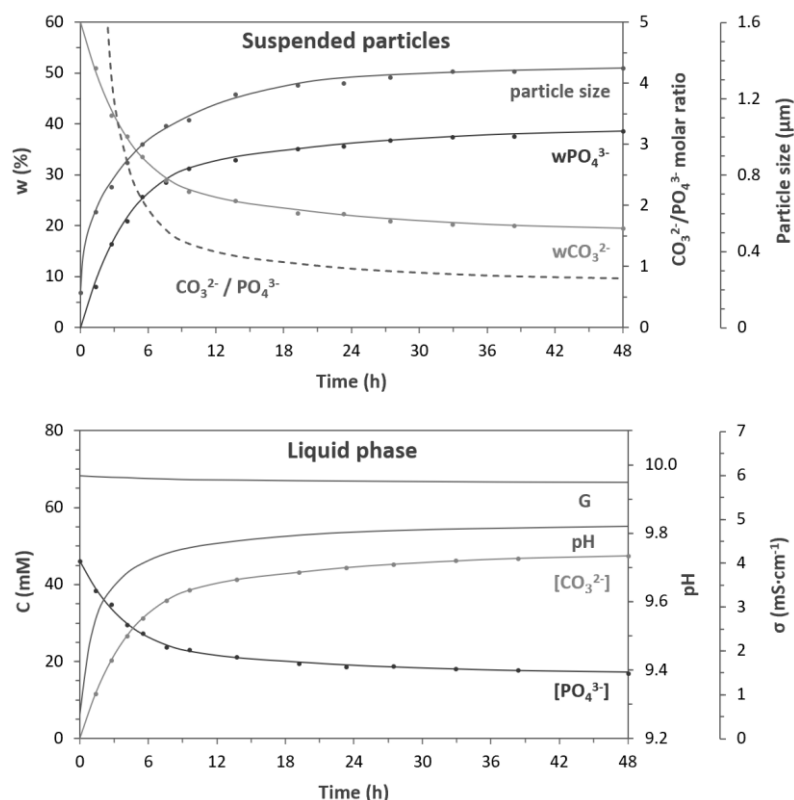 Suspended particles
60
50
40
30
20
10
0
w (%)
0 6 12 18 24 30 36 42 48
Time (h)
5
4
3
2
1
0
CO₃²⁻/PO₄³⁻ molar ratio
1.6
1.2
0.8
0.4
0
Particle size (µm)
particle size
wPO₄³⁻
wCO₃²⁻
CO₃²⁻ / PO₄³⁻
Liquid phase
80
60
40
20
0
C (mM)
0 6 12 18 24 30 36 42 48
Time (h)
10.0
9.8
9.6
9.4
9.2
pH
7
6
5
4
3
2
1
0
σ (mS·cm⁻¹)
G
pH
[CO₃²⁻]
[PO₄³⁻]